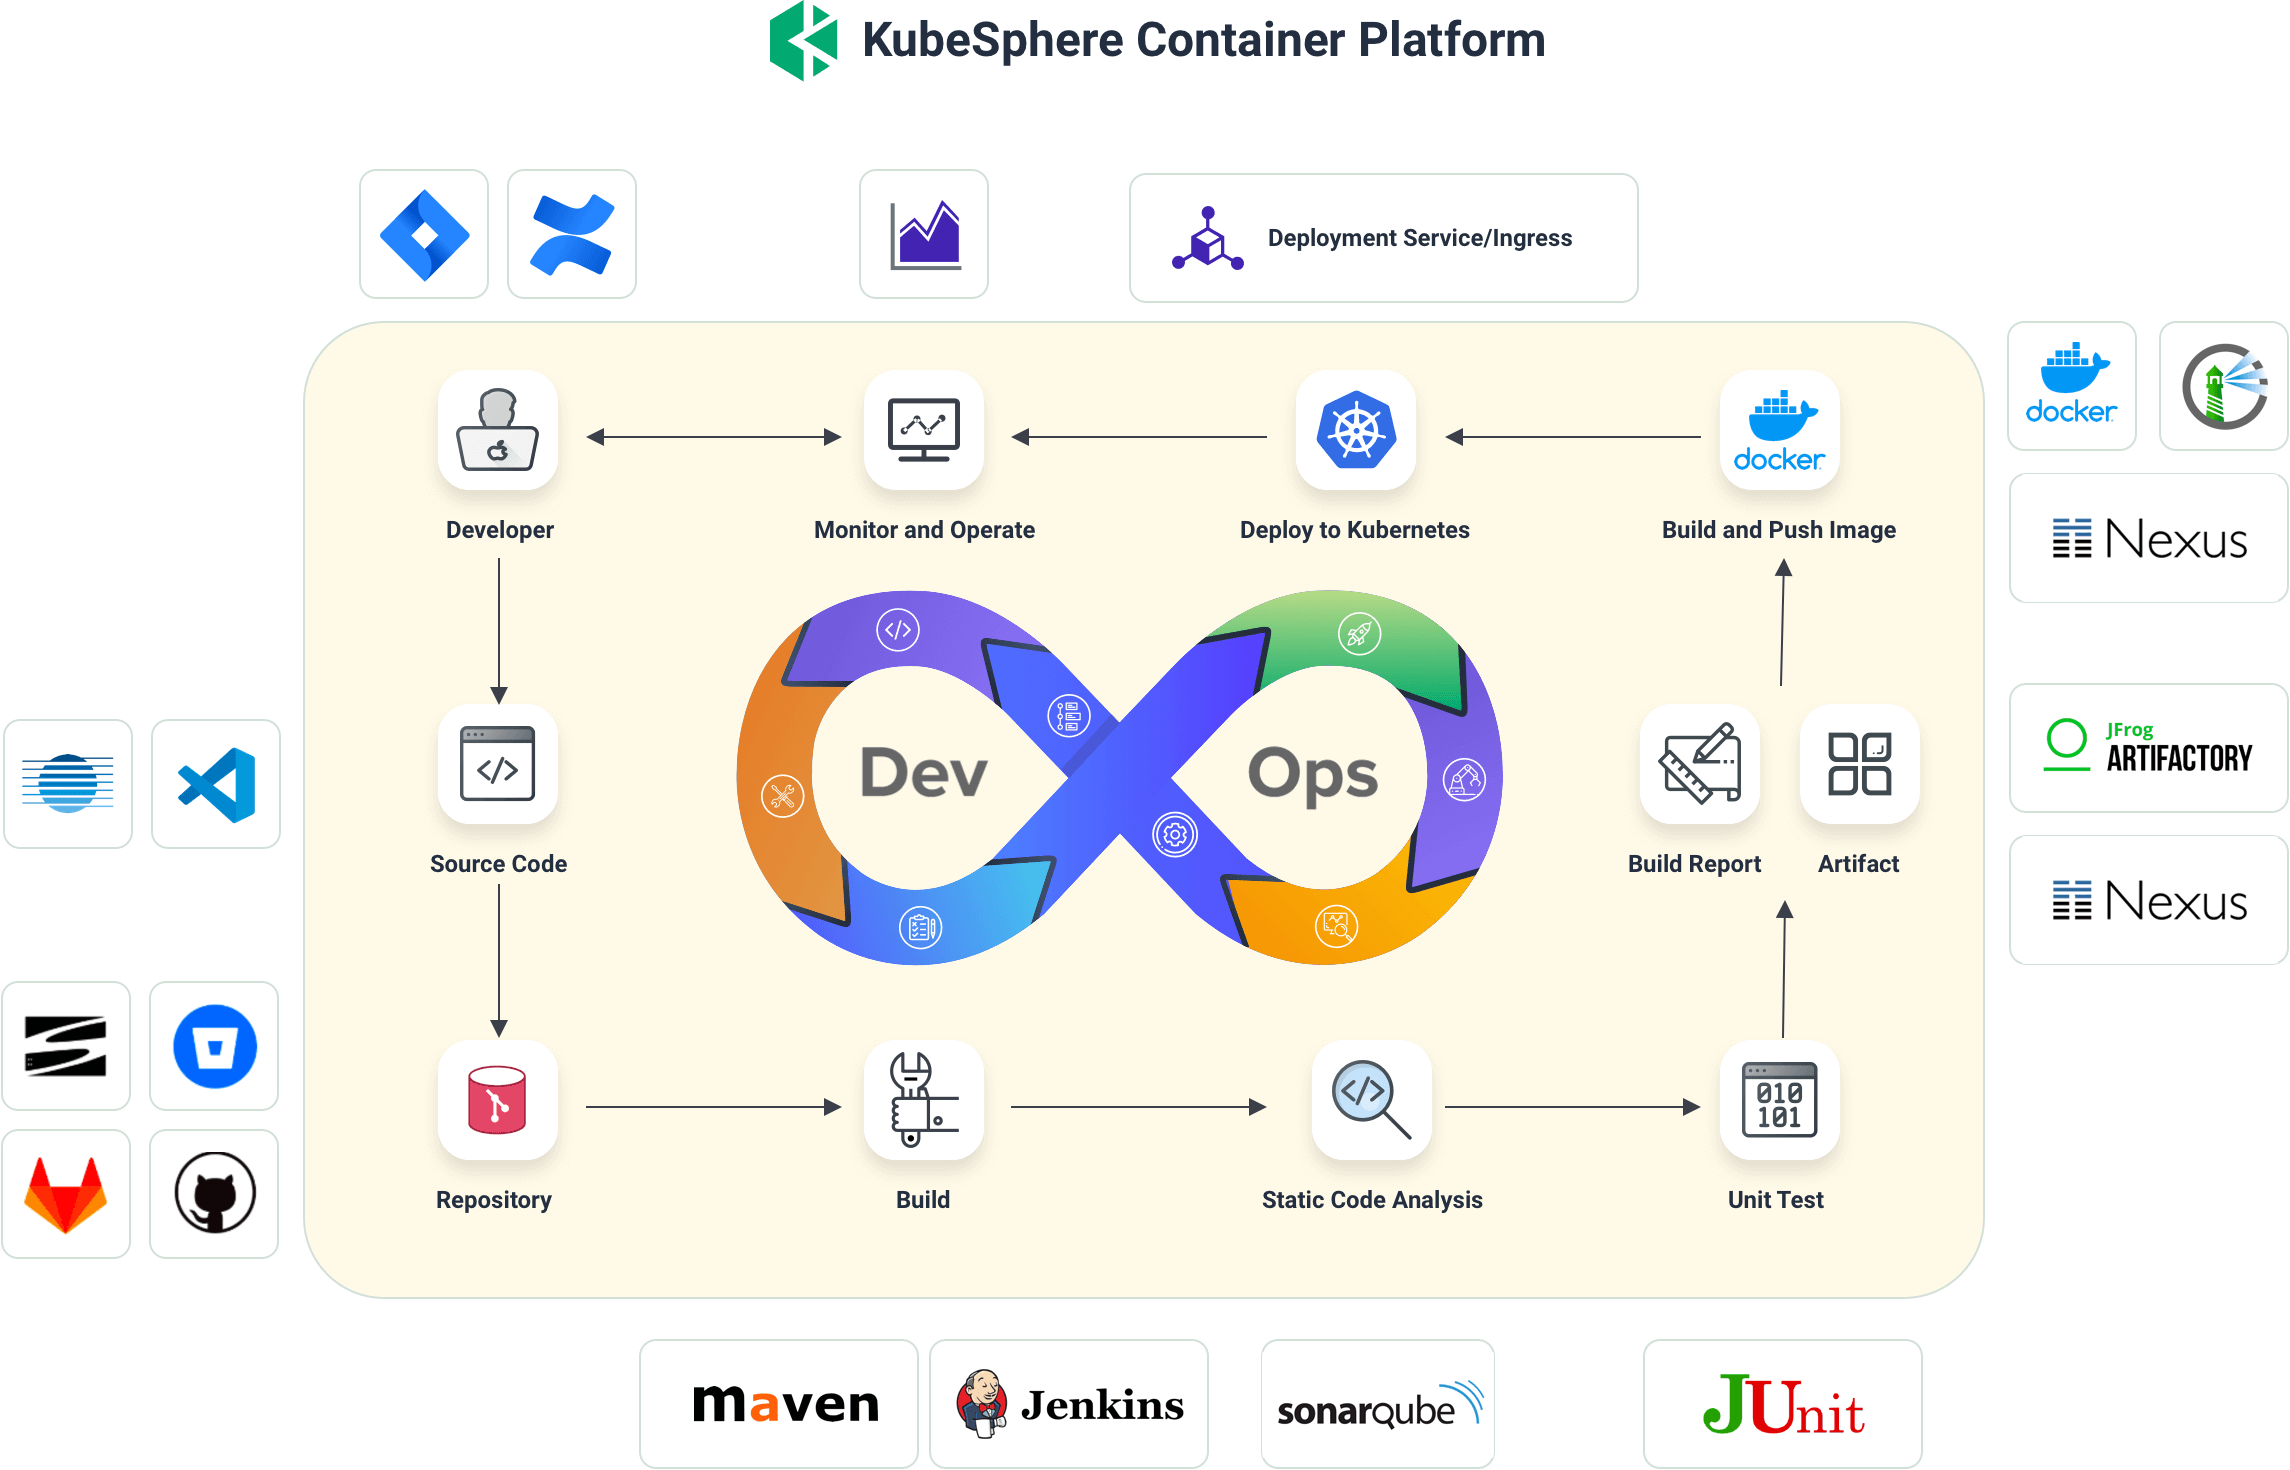 KubeSphere Container Platform
Deployment Service/Ingress
docker
Developer
Monitor and Operate
Deploy to Kubernetes
docker
Build and Push Image
Nexus
Dev
Ops
Source Code
Build Report
Artifact
JFrog
ARTIFACTORY
Nexus
010
101
Repository
Build
Static Code Analysis
Unit Test
maven
Jenkins
sonarqube
JUnit